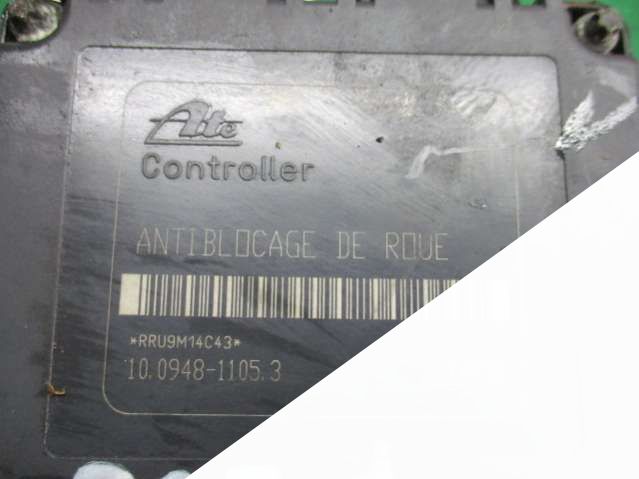 Ate
Controller
ANTIBLOCAGE DE ROUE
*RRU9M14C43*
10.0948-1105.3